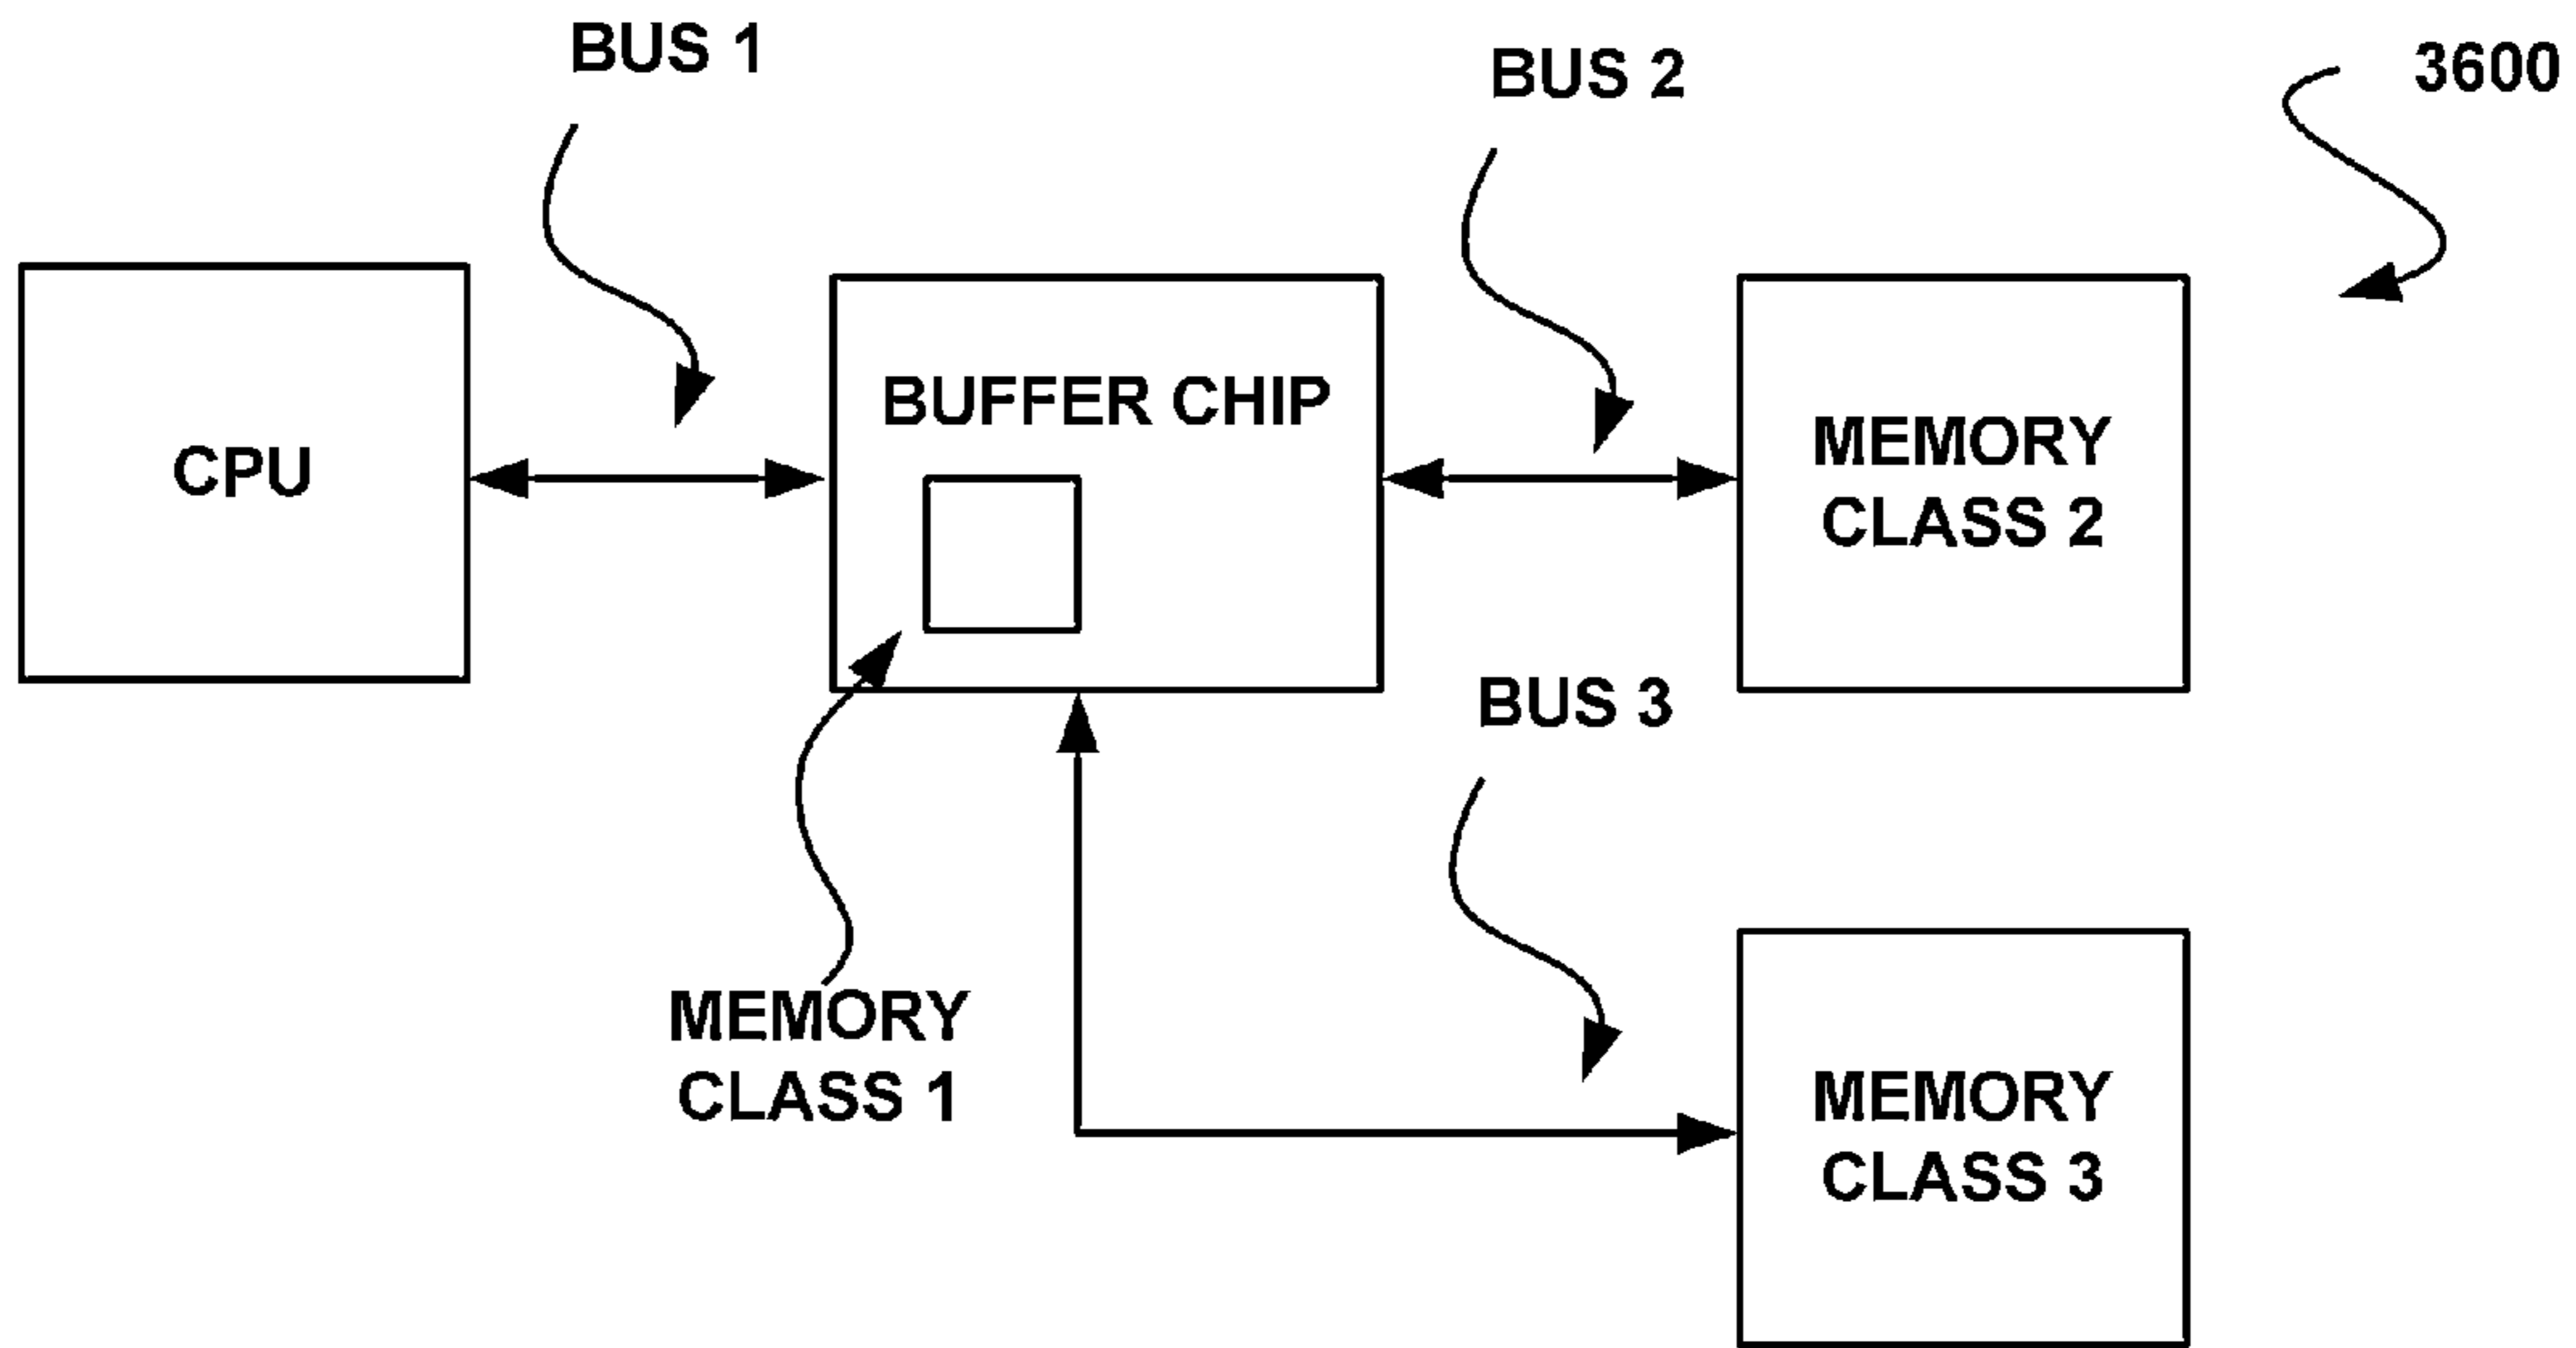 BUS 1
BUS 2
3600
CPU
BUFFER CHIP
MEMORY
CLASS 2
BUS 3
MEMORY
CLASS 1
MEMORY
CLASS 3